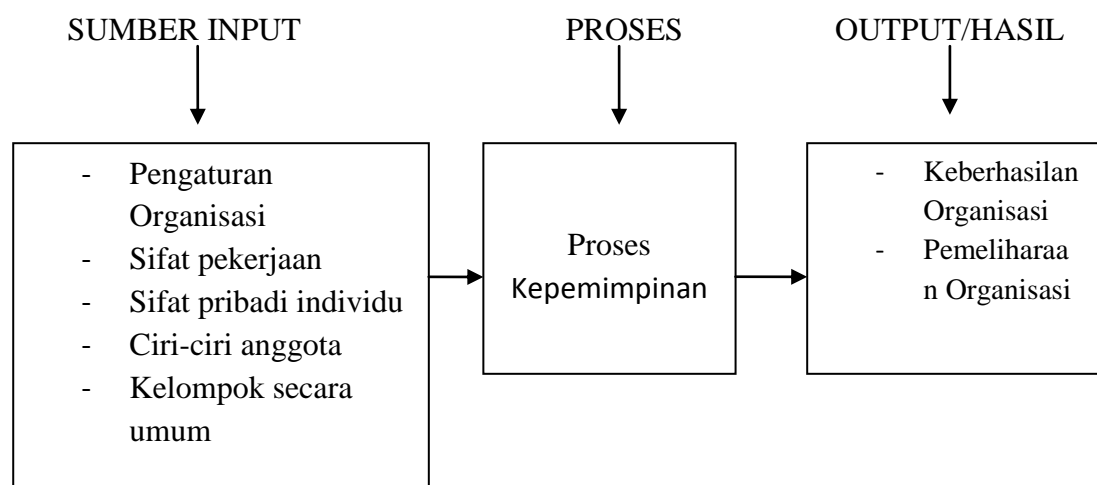 SUMBER INPUT
PROSES
OUTPUT/HASIL
- Pengaturan
Organisasi
- Sifat pekerjaan
- Sifat pribadi individu
- Ciri-ciri anggota
- Kelompok secara
umum
Proses
Kepemimpinan
- Keberhasilan
Organisasi
- Pemeliharaa
n Organisasi